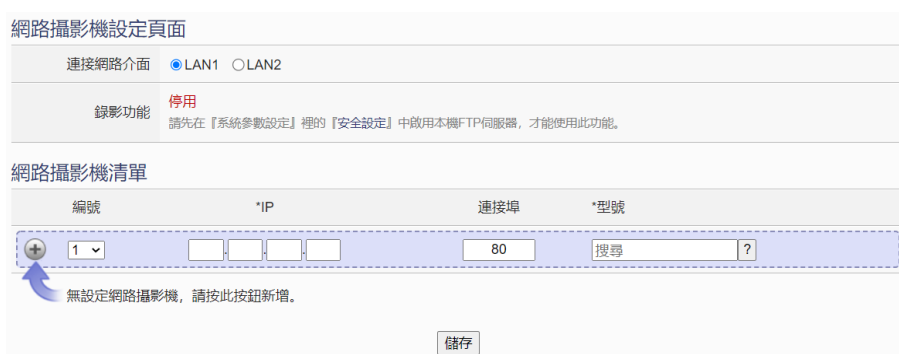 網路攝影機設定頁面
連接網路介面 LAN1 LAN2
錄影功能 停用
請先在『系統參數設定』裡的『安全設定』中啟用本機FTP伺服器，才能使用此功能。
網路攝影機清單
編號 *IP 連接埠 *型號
1 . . . 80 搜尋 ?
無設定網路攝影機，請按此按鈕新增。
儲存